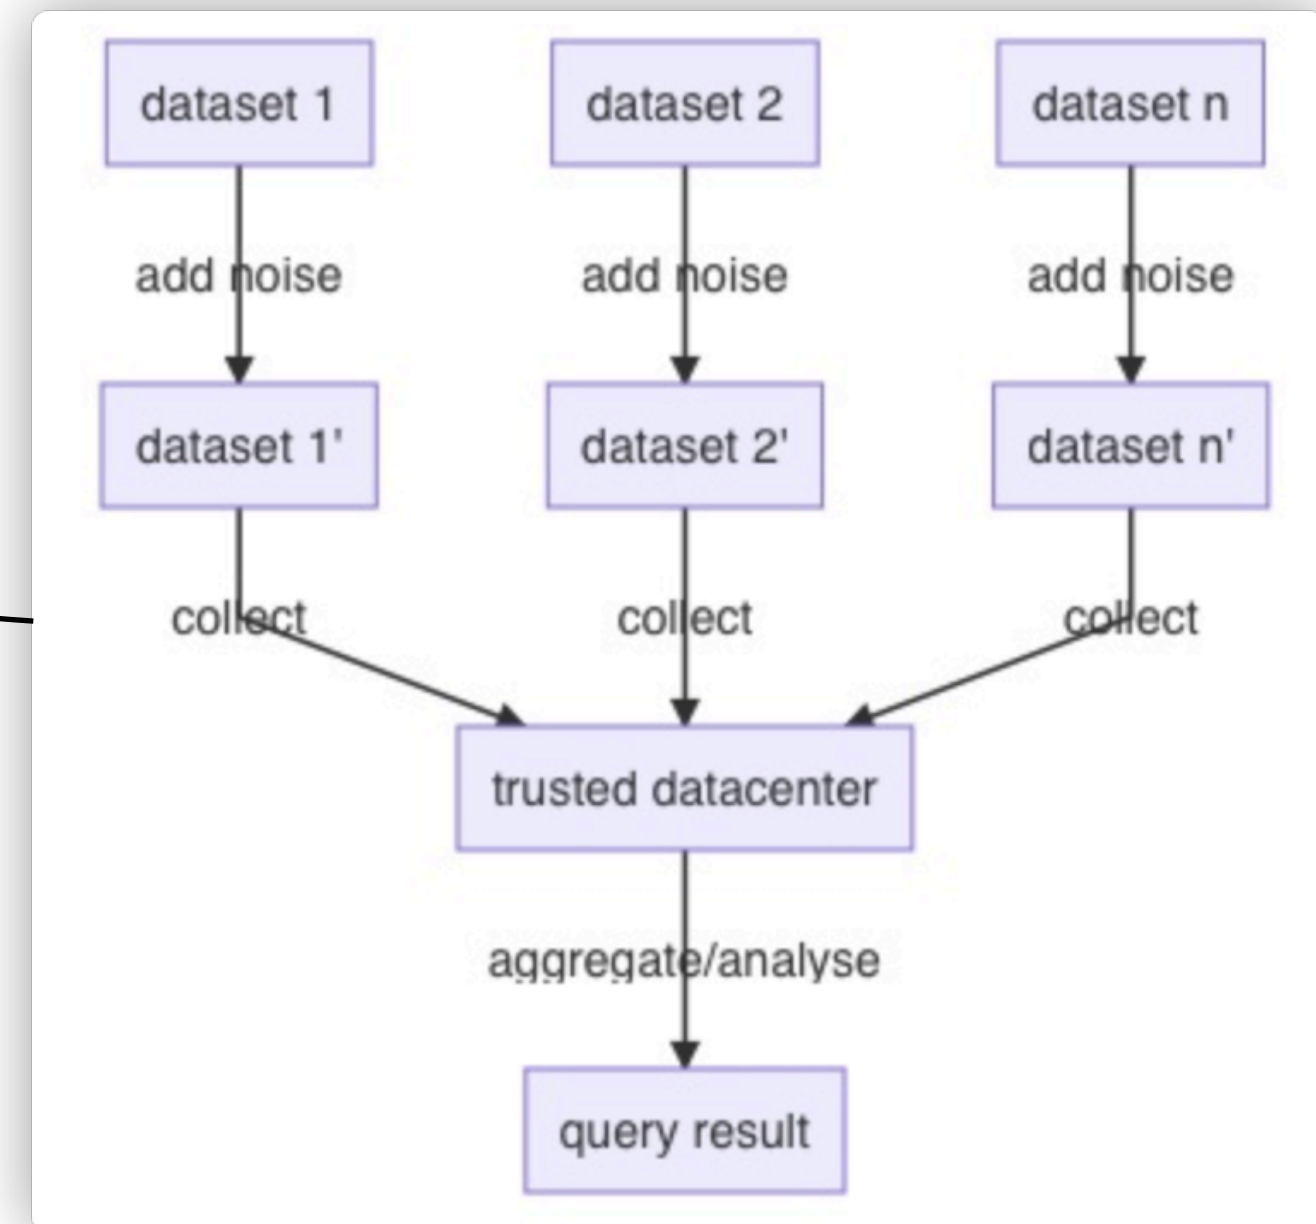 dataset 1
dataset 2
dataset n
add noise
add noise
add noise
dataset 1'
dataset 2'
dataset n'
collect
collect
collect
trusted datacenter
aggregate/analyse
query result